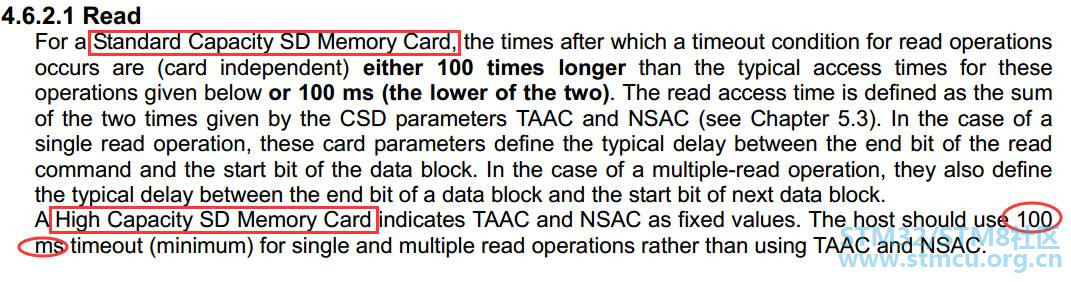 4.6.2.1 Read
For a Standard Capacity SD Memory Card, the times after which a timeout condition for read operations
occurs are (card independent) either 100 times longer than the typical access times for these
operations given below or 100 ms (the lower of the two). The read access time is defined as the sum
of the two times given by the CSD parameters TAAC and NSAC (see Chapter 5.3). In the case of a
single read operation, these card parameters define the typical delay between the end bit of the read
command and the start bit of the data block. In the case of a multiple-read operation, they also define
the typical delay between the end bit of a data block and the start bit of next data block.
A High Capacity SD Memory Card indicates TAAC and NSAC as fixed values. The host should use 100
ms timeout (minimum) for single and multiple read operations rather than using TAAC and NSAC.
STM32/STM8社区
www.stmcu.org.cn